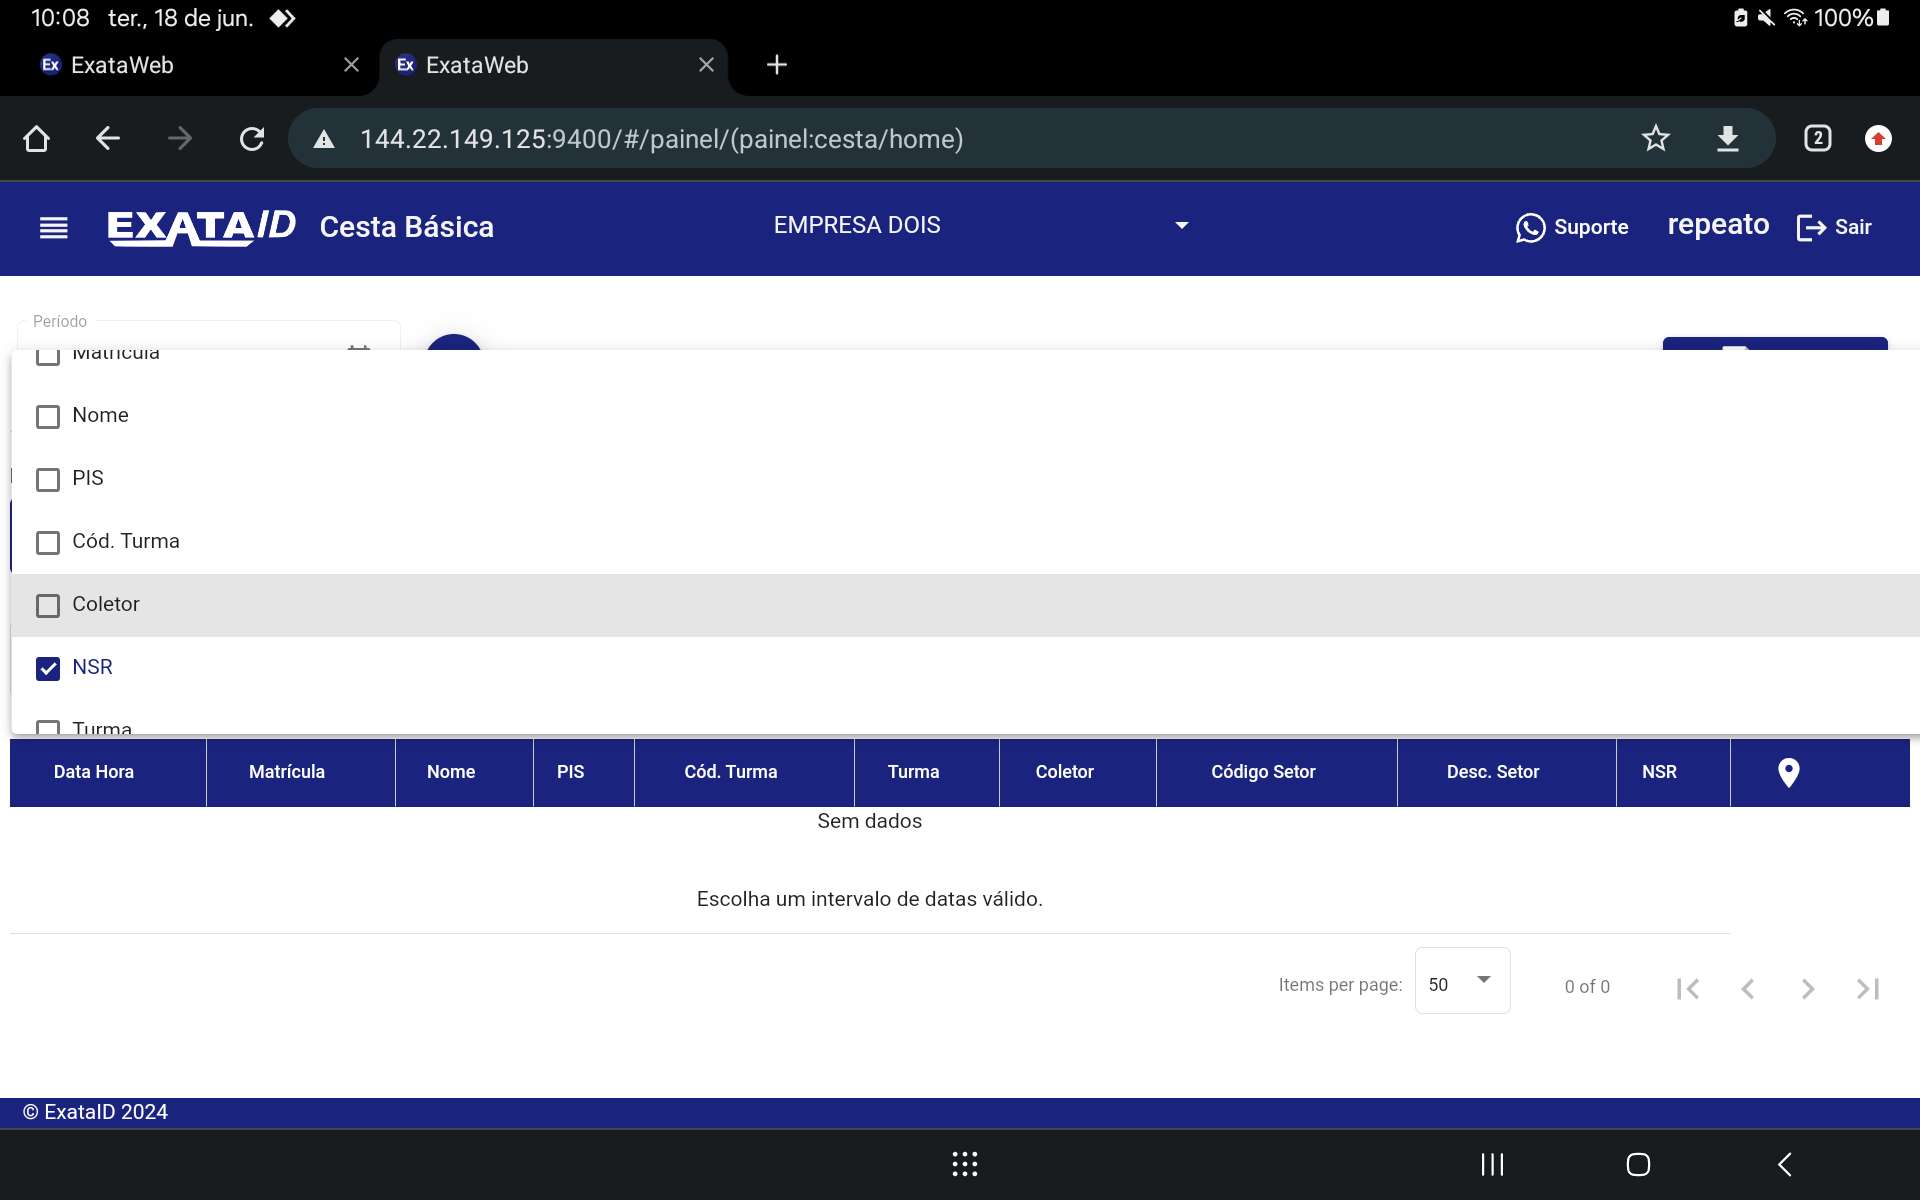 10:08 ter., 18 de jun. 100%
Ex ExataWeb Ex ExataWeb
144.22.149.125:9400/#/painel/(painel:cesta/home) 2
EXATA ID Cesta Básica EMPRESA DOIS Suporte repeato Sair
Período
Matrícula
Nome
PIS
Cód. Turma
Coletor
NSR
Turma
Data Hora Matrícula Nome PIS Cód. Turma Turma Coletor Código Setor Desc. Setor NSR
Sem dados
Escolha um intervalo de datas válido.
Items per page: 50 0 of 0
© ExataID 2024